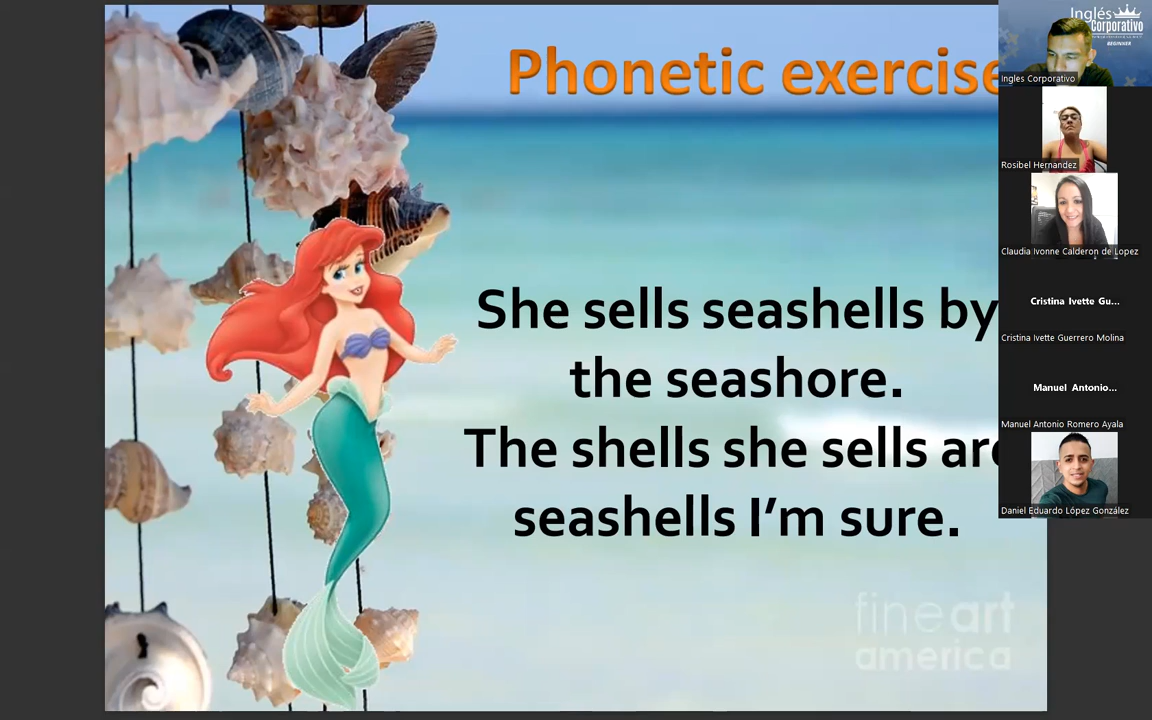 Phonetic exercise
She sells seashells by
the seashore.
The shells she sells are
seashells I'm sure.
fineart
america
Inglés
Corporativo
BEGINNER
Ingles Corporativo
Rosibel Hernandez
Claudia Ivonne Calderon de Lopez
Cristina Ivette Gu...
Cristina Ivette Guerrero Molina
Manuel Antonio...
Manuel Antonio Romero Ayala
Daniel Eduardo López González